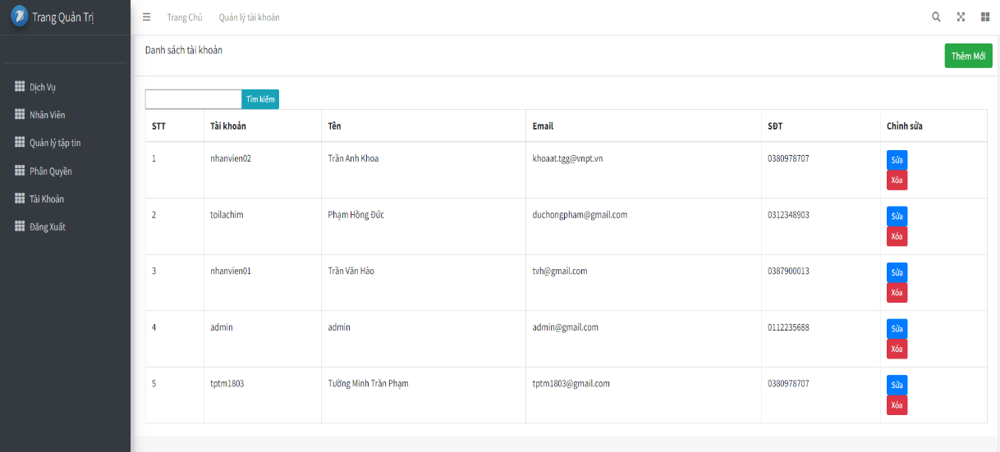 Trang Quản Trị
Trang Chủ Quản lý tài khoản
Danh sách tài khoản
Thêm Mới
Dịch Vụ
Nhân Viên
Quản lý tập tin
Phân Quyền
Tài Khoản
Đăng Xuất
Tìm kiếm
STT Tài khoản Tên Email SĐT Chỉnh sửa
1 nhanvien02 Trần Anh Khoa khoaat.tgg@vnpt.vn 0380978707 Sửa
Xóa
2 toilachim Phạm Hồng Đức duchongpham@gmail.com 0312348903 Sửa
Xóa
3 nhanvien01 Trần Văn Hào tvh@gmail.com 0387900013 Sửa
Xóa
4 admin admin admin@gmail.com 0112235688 Sửa
Xóa
5 tptm1803 Tường Minh Trần Phạm tptm1803@gmail.com 0380978707 Sửa
Xóa